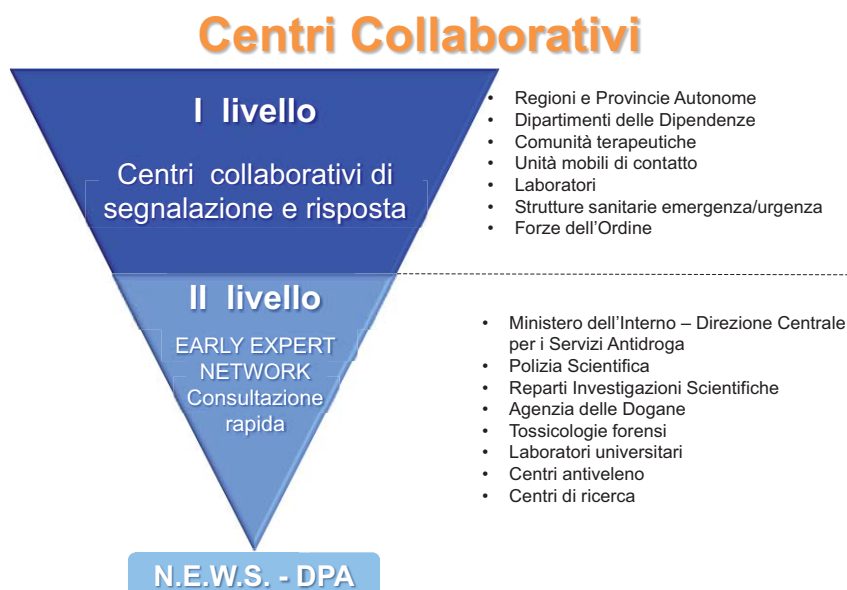 Centri Collaborativi
I livello
Centri collaborativi di
segnalazione e risposta
• Regioni e Provincie Autonome
• Dipartimenti delle Dipendenze
• Comunità terapeutiche
• Unità mobili di contatto
• Laboratori
• Strutture sanitarie emergenza/urgenza
• Forze dell'Ordine
II livello
EARLY EXPERT
NETWORK
Consultazione
rapida
• Ministero dell'Interno – Direzione Centrale
per i Servizi Antidroga
• Polizia Scientifica
• Reparti Investigazioni Scientifiche
• Agenzia delle Dogane
• Tossicologie forensi
• Laboratori universitari
• Centri antiveleno
• Centri di ricerca
N.E.W.S. - DPA